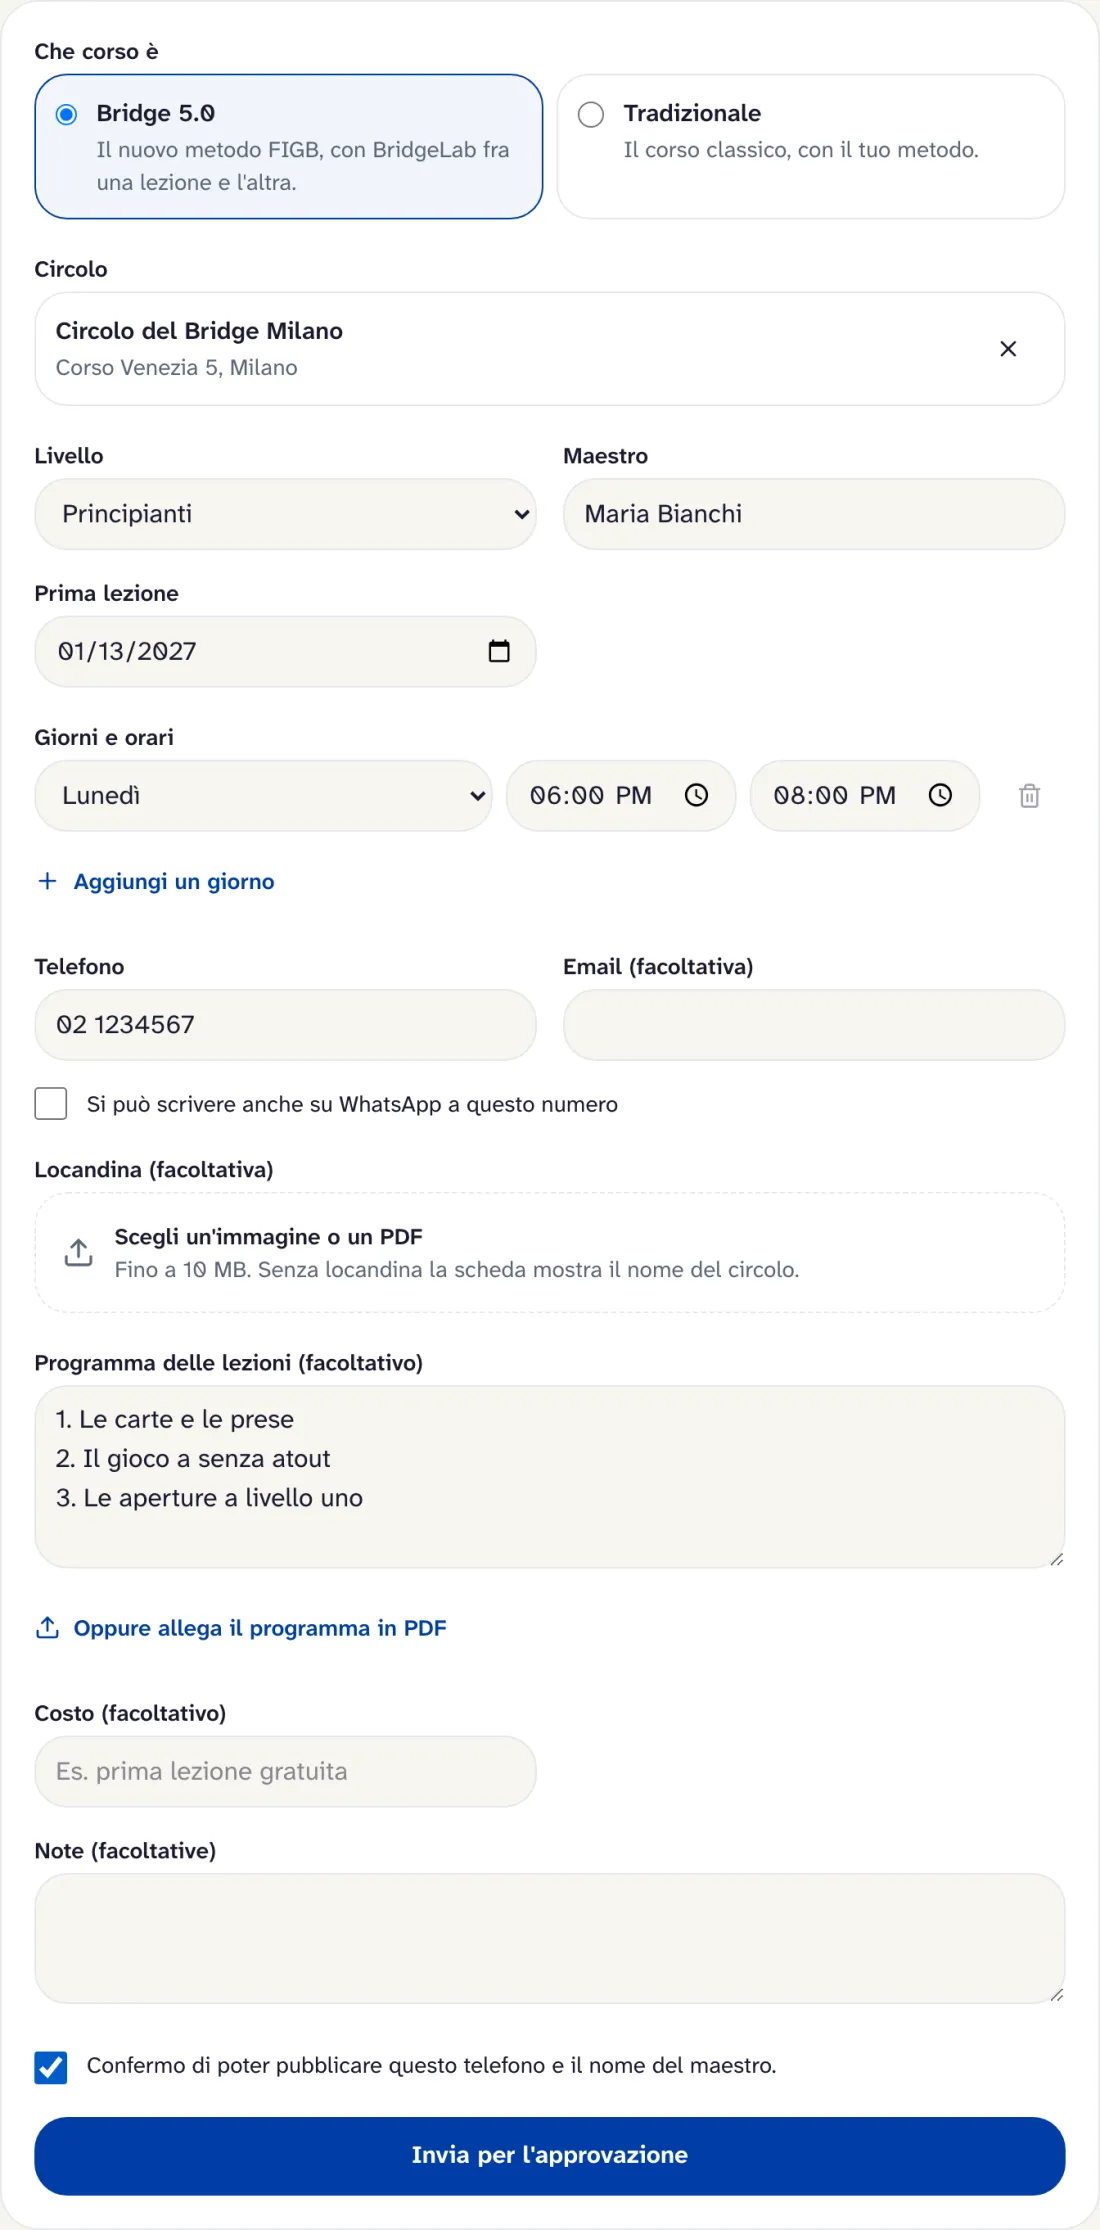 Che corso è
Bridge 5.0
Il nuovo metodo FIGB, con BridgeLab fra
una lezione e l'altra.
Tradizionale
Il corso classico, con il tuo metodo.
Circolo
Circolo del Bridge Milano
Corso Venezia 5, Milano
Livello
Maestro
Principianti
Maria Bianchi
Prima lezione
01/13/2027
Giorni e orari
Lunedì
06:00 PM
08:00 PM
+ Aggiungi un giorno
Telefono
Email (facoltativa)
02 1234567
Si può scrivere anche su WhatsApp a questo numero
Locandina (facoltativa)
Scegli un'immagine o un PDF
Fino a 10 MB. Senza locandina la scheda mostra il nome del circolo.
Programma delle lezioni (facoltativo)
1. Le carte e le prese
2. Il gioco a senza atout
3. Le aperture a livello uno
Oppure allega il programma in PDF
Costo (facoltativo)
Es. prima lezione gratuita
Note (facoltative)
Confermo di poter pubblicare questo telefono e il nome del maestro.
Invia per l'approvazione